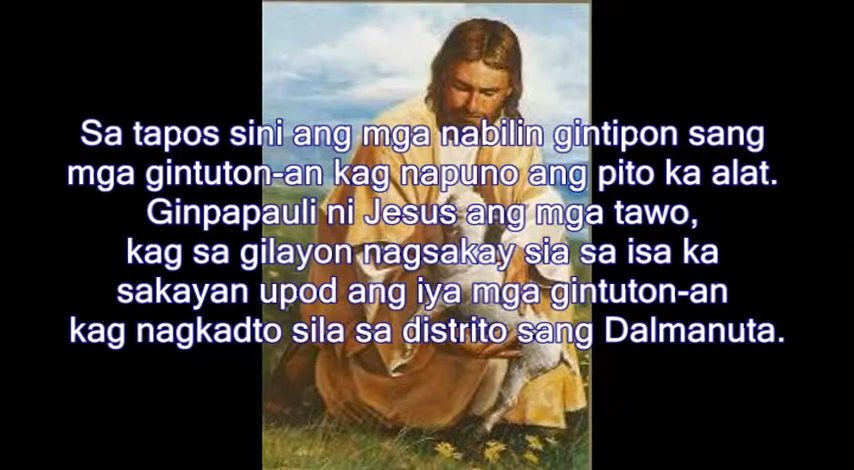 Sa tapos sini ang mga nabilin gintipon sang
mga gintuton-an kag napuno ang pito ka alat.
Ginpapauli ni Jesus ang mga tawo,
kag sa gilayon nagsakay sia sa isa ka
sakayan upod ang iya mga gintuton-an
kag nagkadto sila sa distrito sang Dalmanuta.